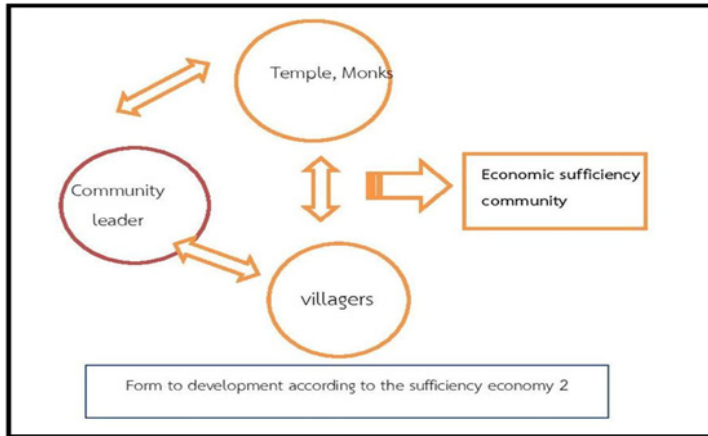 Temple, Monks
Community
leader
Economic sufficiency
community
villagers
Form to development according to the sufficiency economy 2